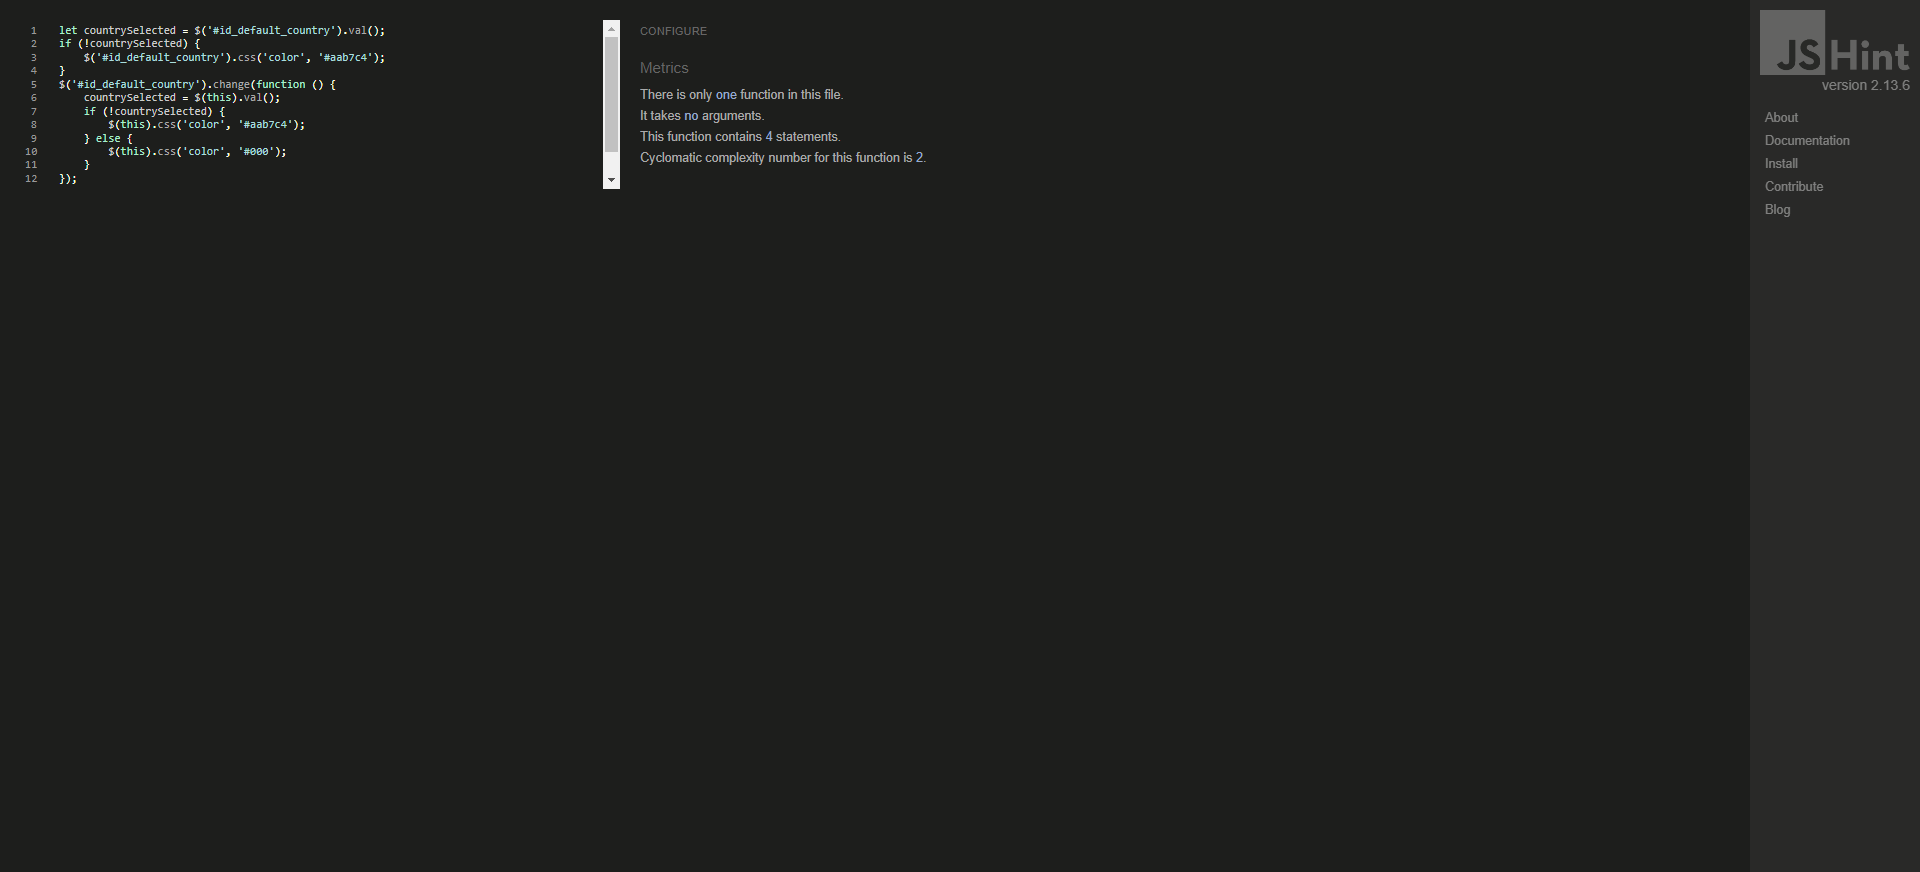 1 let countrySelected = $('#id_default_country').val();
2 if (!countrySelected) {
3 $('#id_default_country').css('color', '#aab7c4');
4 }
5 $('#id_default_country').change(function () {
6 countrySelected = $(this).val();
7 if (!countrySelected) {
8 $(this).css('color', '#aab7c4');
9 } else {
10 $(this).css('color', '#000');
11 }
12 });
CONFIGURE
Metrics
There is only one function in this file.
It takes no arguments.
This function contains 4 statements.
Cyclomatic complexity number for this function is 2.
JSHint
version 2.13.6
About
Documentation
Install
Contribute
Blog